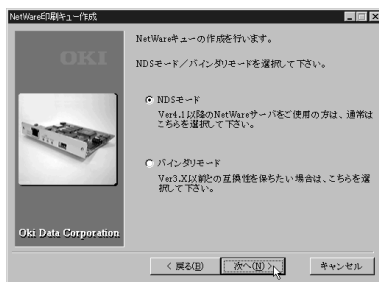 NetWare印刷キュー作成
OKI
NetWareキューの作成を行います。
NDSモード／バインダリモードを選択して下さい。
NDSモード
Ver4.1以降のNetWareサーバをご使用の方は、通常は
こちらを選択して下さい。
バインダリモード
Ver3.X以前との互換性を保ちたい場合は、こちらを選
択して下さい。
Oki Data Corporation
< 戻る(B)
次へ(N) >
キャンセル